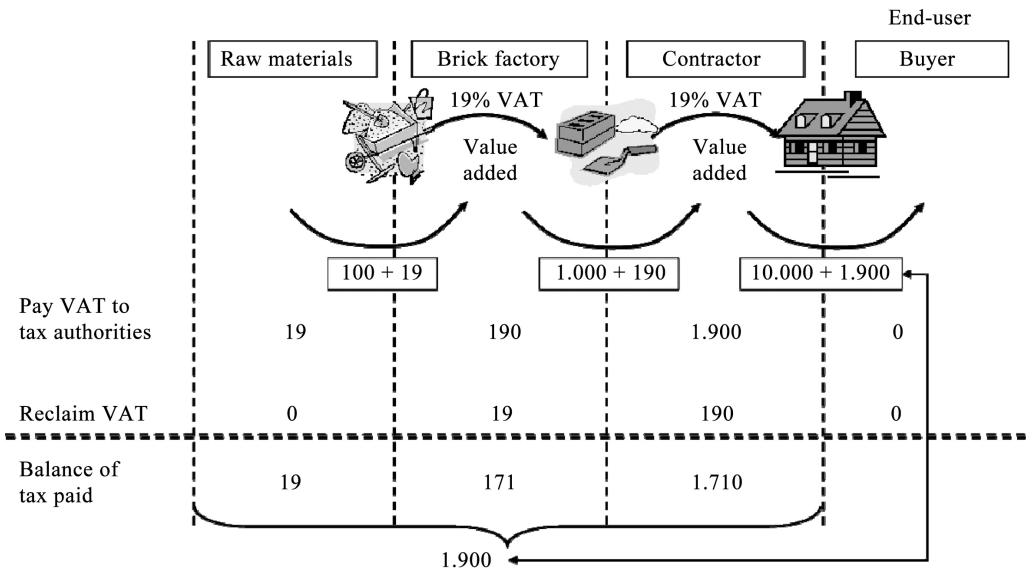 End-user
Raw materials
Brick factory
Contractor
Buyer
19% VAT
19% VAT
Value
added
Value
added
100 + 19
1.000 + 190
10.000 + 1.900
Pay VAT to
tax authorities
19
190
1.900
0
Reclaim VAT
0
19
190
0
Balance of
tax paid
19
171
1.710
1.900